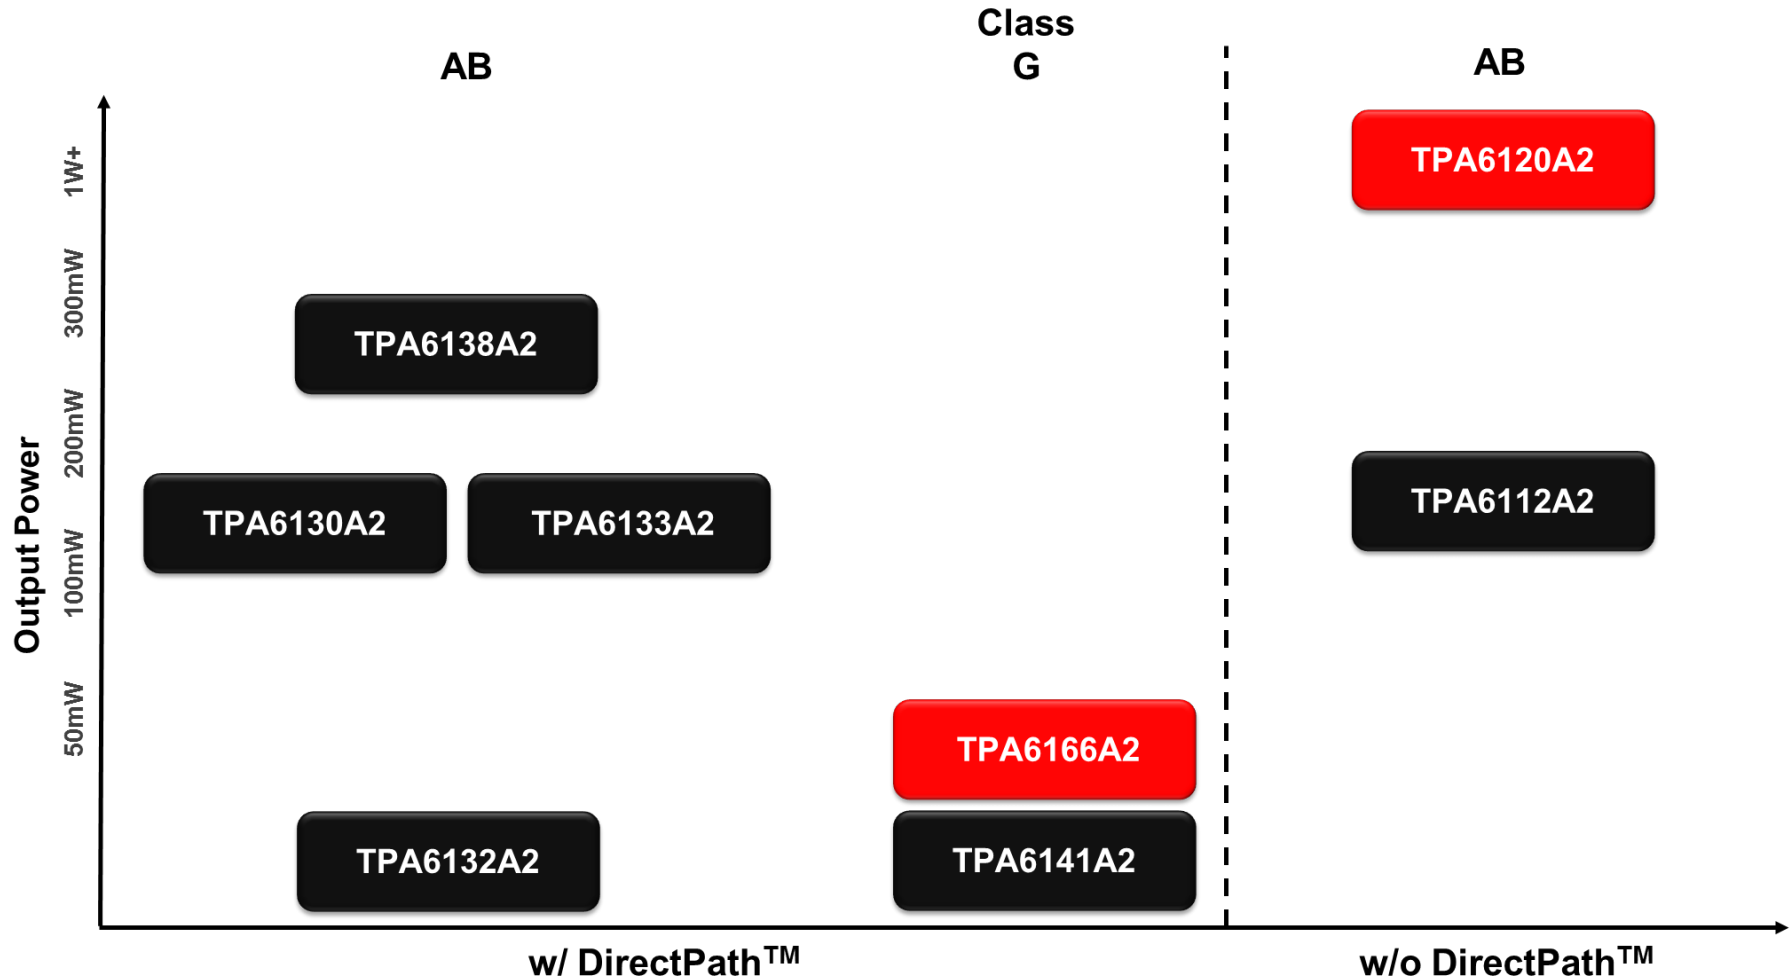 Class
AB
G
AB
Output Power
1W+
300mW
200mW
100mW
50mW
TPA6120A2
TPA6138A2
TPA6112A2
TPA6130A2
TPA6133A2
TPA6166A2
TPA6132A2
TPA6141A2
w/ DirectPath™
w/o DirectPath™